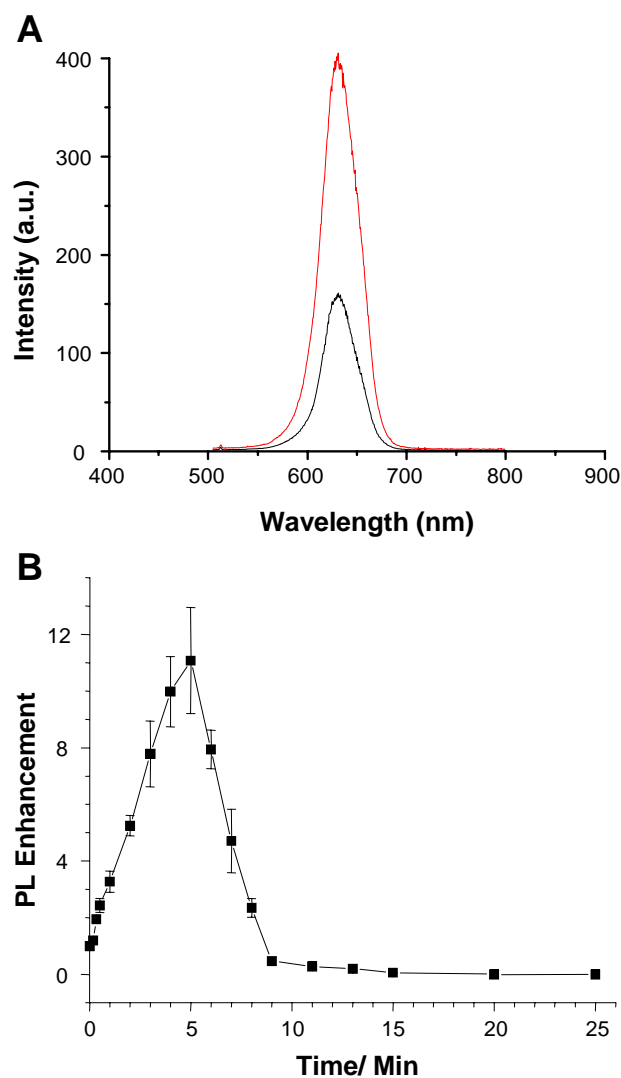 A
400
300
200
100
0
Intensity (a.u.)
400 500 600 700 800 900
Wavelength (nm)
B
12
8
4
0
PL Enhancement
0 5 10 15 20 25
Time/ Min